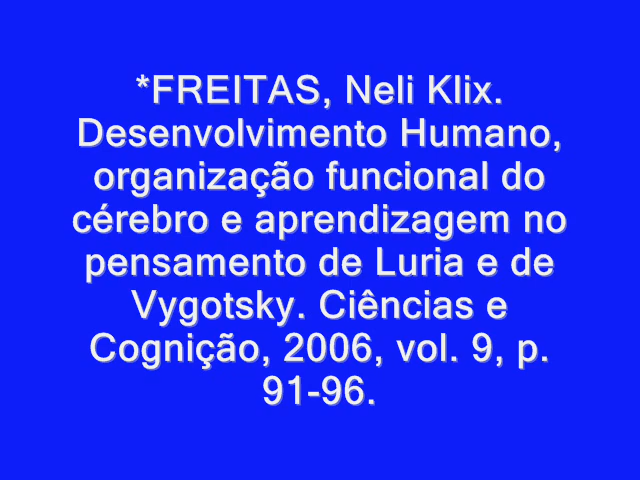 *FREITAS, Neli Klix.
Desenvolvimento Humano,
organização funcional do
cérebro e aprendizagem no
pensamento de Luria e de
Vygotsky. Ciências e
Cognição, 2006, vol. 9, p.
91-96.